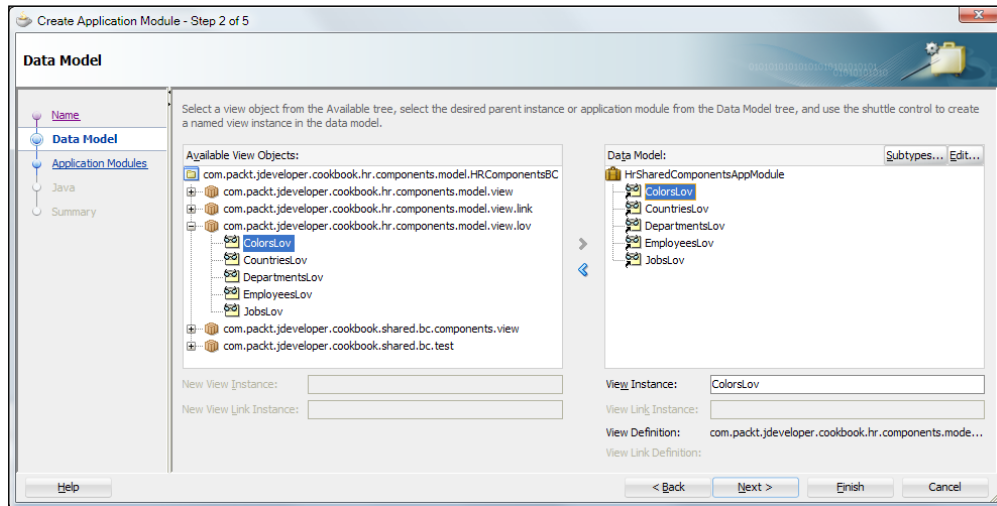 Create Application Module - Step 2 of 5
Data Model
Name
Data Model
Application Modules
Java
Summary
Select a view object from the Available tree, select the desired parent instance or application module from the Data Model tree, and use the shuttle control to create
a named view instance in the data model.
Available View Objects:
com.packt.jdeveloper.cookbook.hr.components.model.HRComponentsBC
com.packt.jdeveloper.cookbook.hr.components.model.view
com.packt.jdeveloper.cookbook.hr.components.model.view.link
com.packt.jdeveloper.cookbook.hr.components.model.view.lov
ColorsLov
CountriesLov
DepartmentsLov
EmployeesLov
JobsLov
com.packt.jdeveloper.cookbook.shared.bc.components.view
com.packt.jdeveloper.cookbook.shared.bc.test
New View Instance:
New View Link Instance:
Data Model:
Subtypes... Edit...
HrSharedComponentsAppModule
ColorsLov
CountriesLov
DepartmentsLov
EmployeesLov
JobsLov
View Instance: ColorsLov
View Link Instance:
View Definition: com.packt.jdeveloper.cookbook.hr.components.mode...
View Link Definition:
Help < Back Next > Finish Cancel